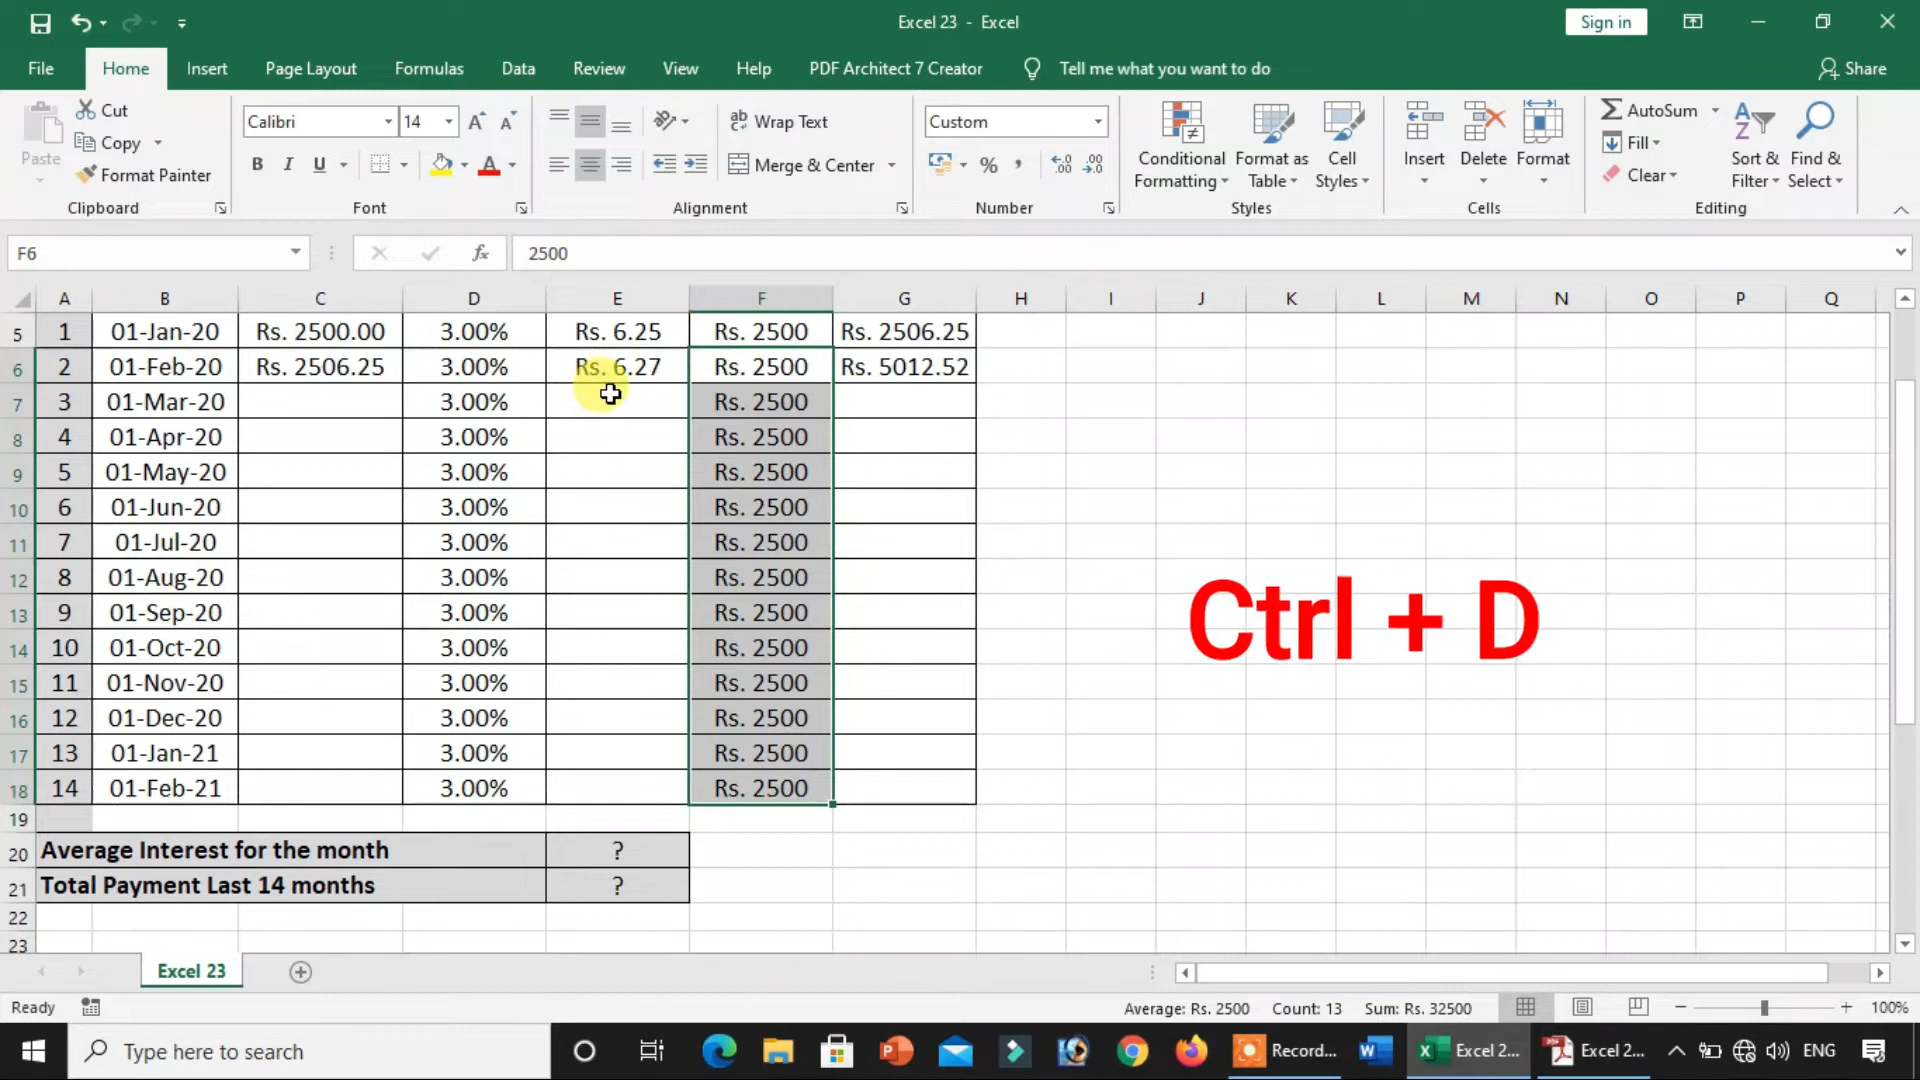 Excel 23 - Excel
Sign in
File Home Insert Page Layout Formulas Data Review View Help PDF Architect 7 Creator Tell me what you want to do Share
Paste
Cut
Copy
Format Painter
Clipboard
Calibri 14
B I U
Font
Wrap Text
Merge & Center
Alignment
Custom
%
Number
Conditional Formatting
Format as Table
Cell Styles
Styles
Insert
Delete
Format
Cells
AutoSum
Fill
Clear
Sort & Filter
Find & Select
Editing
F6 fx 2500
A B C D E F G H I J K L M N O P Q
5 1 01-Jan-20 Rs. 2500.00 3.00% Rs. 6.25 Rs. 2500 Rs. 2506.25
6 2 01-Feb-20 Rs. 2506.25 3.00% Rs. 6.27 Rs. 2500 Rs. 5012.52
7 3 01-Mar-20 3.00% Rs. 2500
8 4 01-Apr-20 3.00% Rs. 2500
9 5 01-May-20 3.00% Rs. 2500
10 6 01-Jun-20 3.00% Rs. 2500
11 7 01-Jul-20 3.00% Rs. 2500
12 8 01-Aug-20 3.00% Rs. 2500
13 9 01-Sep-20 3.00% Rs. 2500
14 10 01-Oct-20 3.00% Rs. 2500
15 11 01-Nov-20 3.00% Rs. 2500
16 12 01-Dec-20 3.00% Rs. 2500
17 13 01-Jan-21 3.00% Rs. 2500
18 14 01-Feb-21 3.00% Rs. 2500
19
20 Average Interest for the month ?
21 Total Payment Last 14 months ?
22
23
Ctrl + D
Excel 23
Ready Average: Rs. 2500 Count: 13 Sum: Rs. 32500 100%
Type here to search Record... Excel 2... Excel 2... ENG